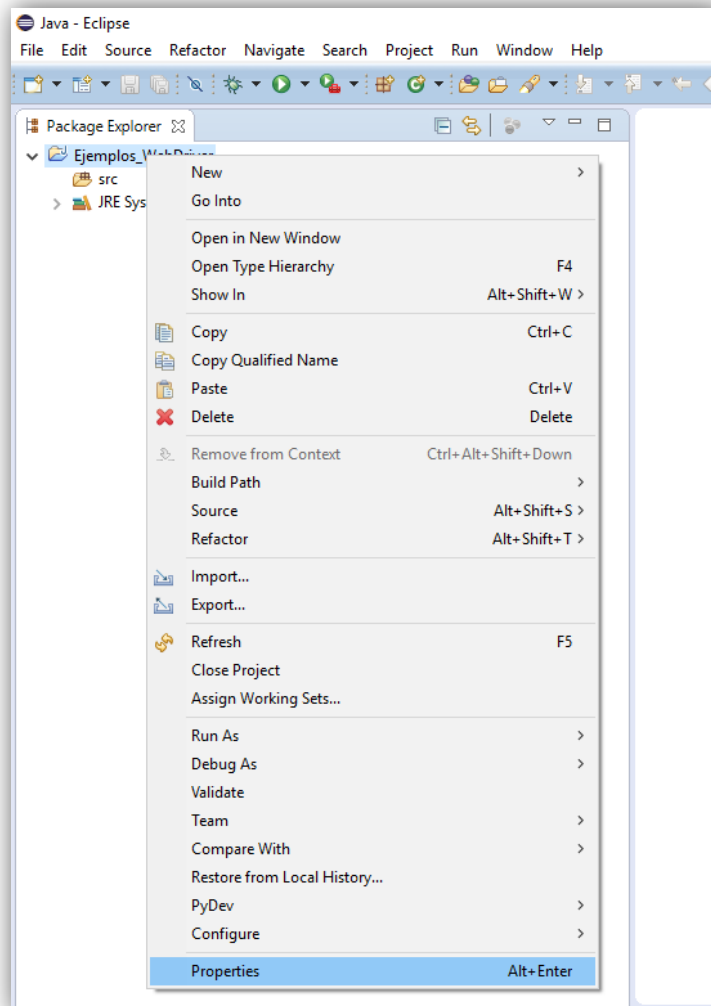 Java - Eclipse
File Edit Source Refactor Navigate Search Project Run Window Help
Package Explorer
Ejemplos_WebDriver
src
JRE Sys
New
Go Into
Open in New Window
Open Type Hierarchy F4
Show In Alt+Shift+W >
Copy Ctrl+C
Copy Qualified Name
Paste Ctrl+V
Delete Delete
Remove from Context Ctrl+Alt+Shift+Down
Build Path
Source Alt+Shift+S >
Refactor Alt+Shift+T >
Import...
Export...
Refresh F5
Close Project
Assign Working Sets...
Run As
Debug As
Validate
Team
Compare With
Restore from Local History...
PyDev
Configure
Properties Alt+Enter